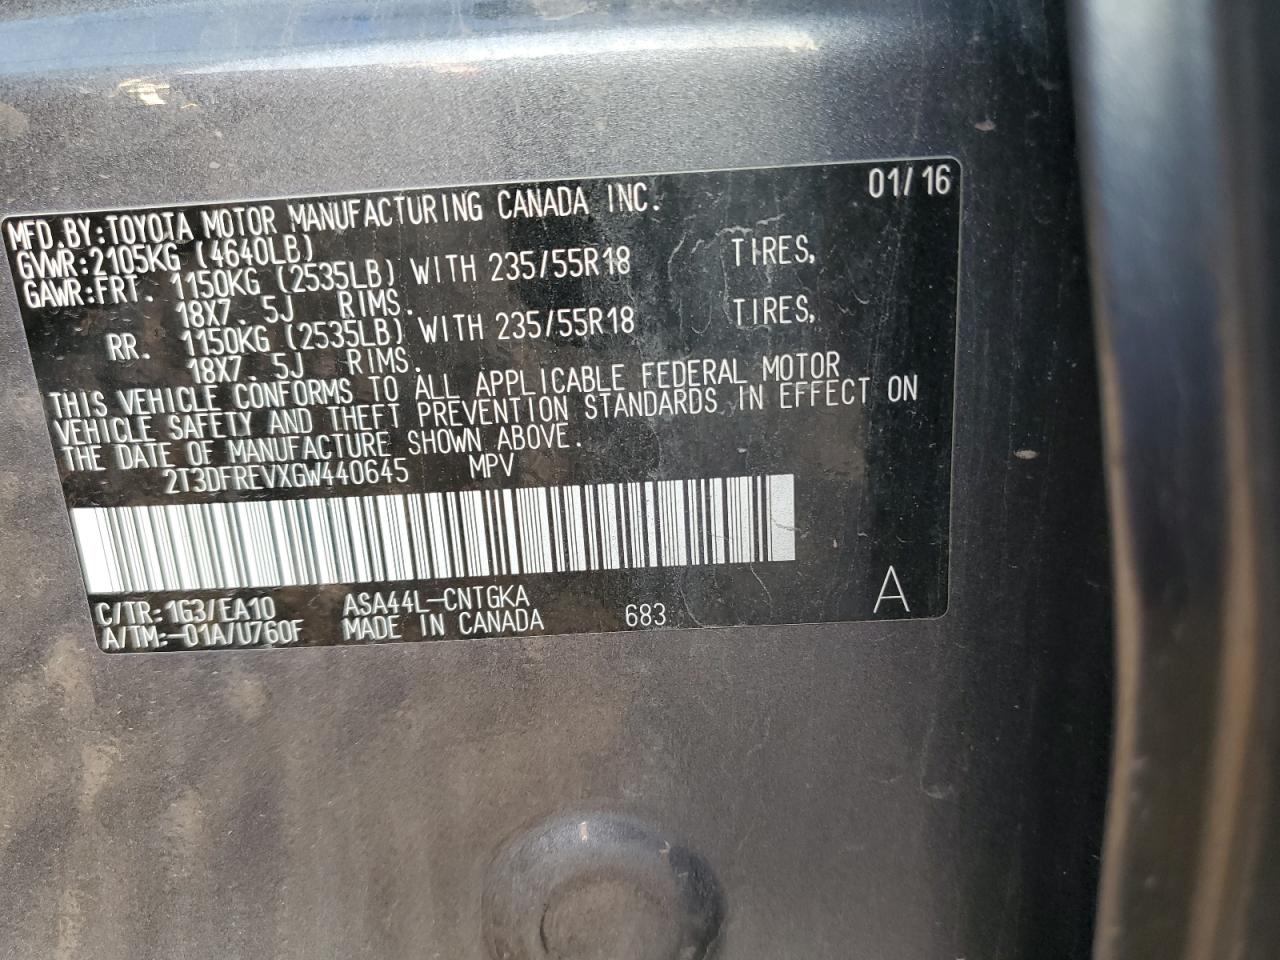 01/16
MFD.BY:TOYOTA MOTOR MANUFACTURING CANADA INC.
GVWR:2105KG (4640LB)
GAWR:FRT. 1150KG (2535LB) WITH 235/55R18 TIRES,
18X7.5J RIMS.
RR. 1150KG (2535LB) WITH 235/55R18 TIRES,
18X7.5J RIMS.
THIS VEHICLE CONFORMS TO ALL APPLICABLE FEDERAL MOTOR
VEHICLE SAFETY AND THEFT PREVENTION STANDARDS IN EFFECT ON
THE DATE OF MANUFACTURE SHOWN ABOVE.
2T3DFREVXGW440645 MPV
C/TR:1G3/EA10 ASA44L-CNTGKA 683 A
A/TM:-01A/U760F MADE IN CANADA